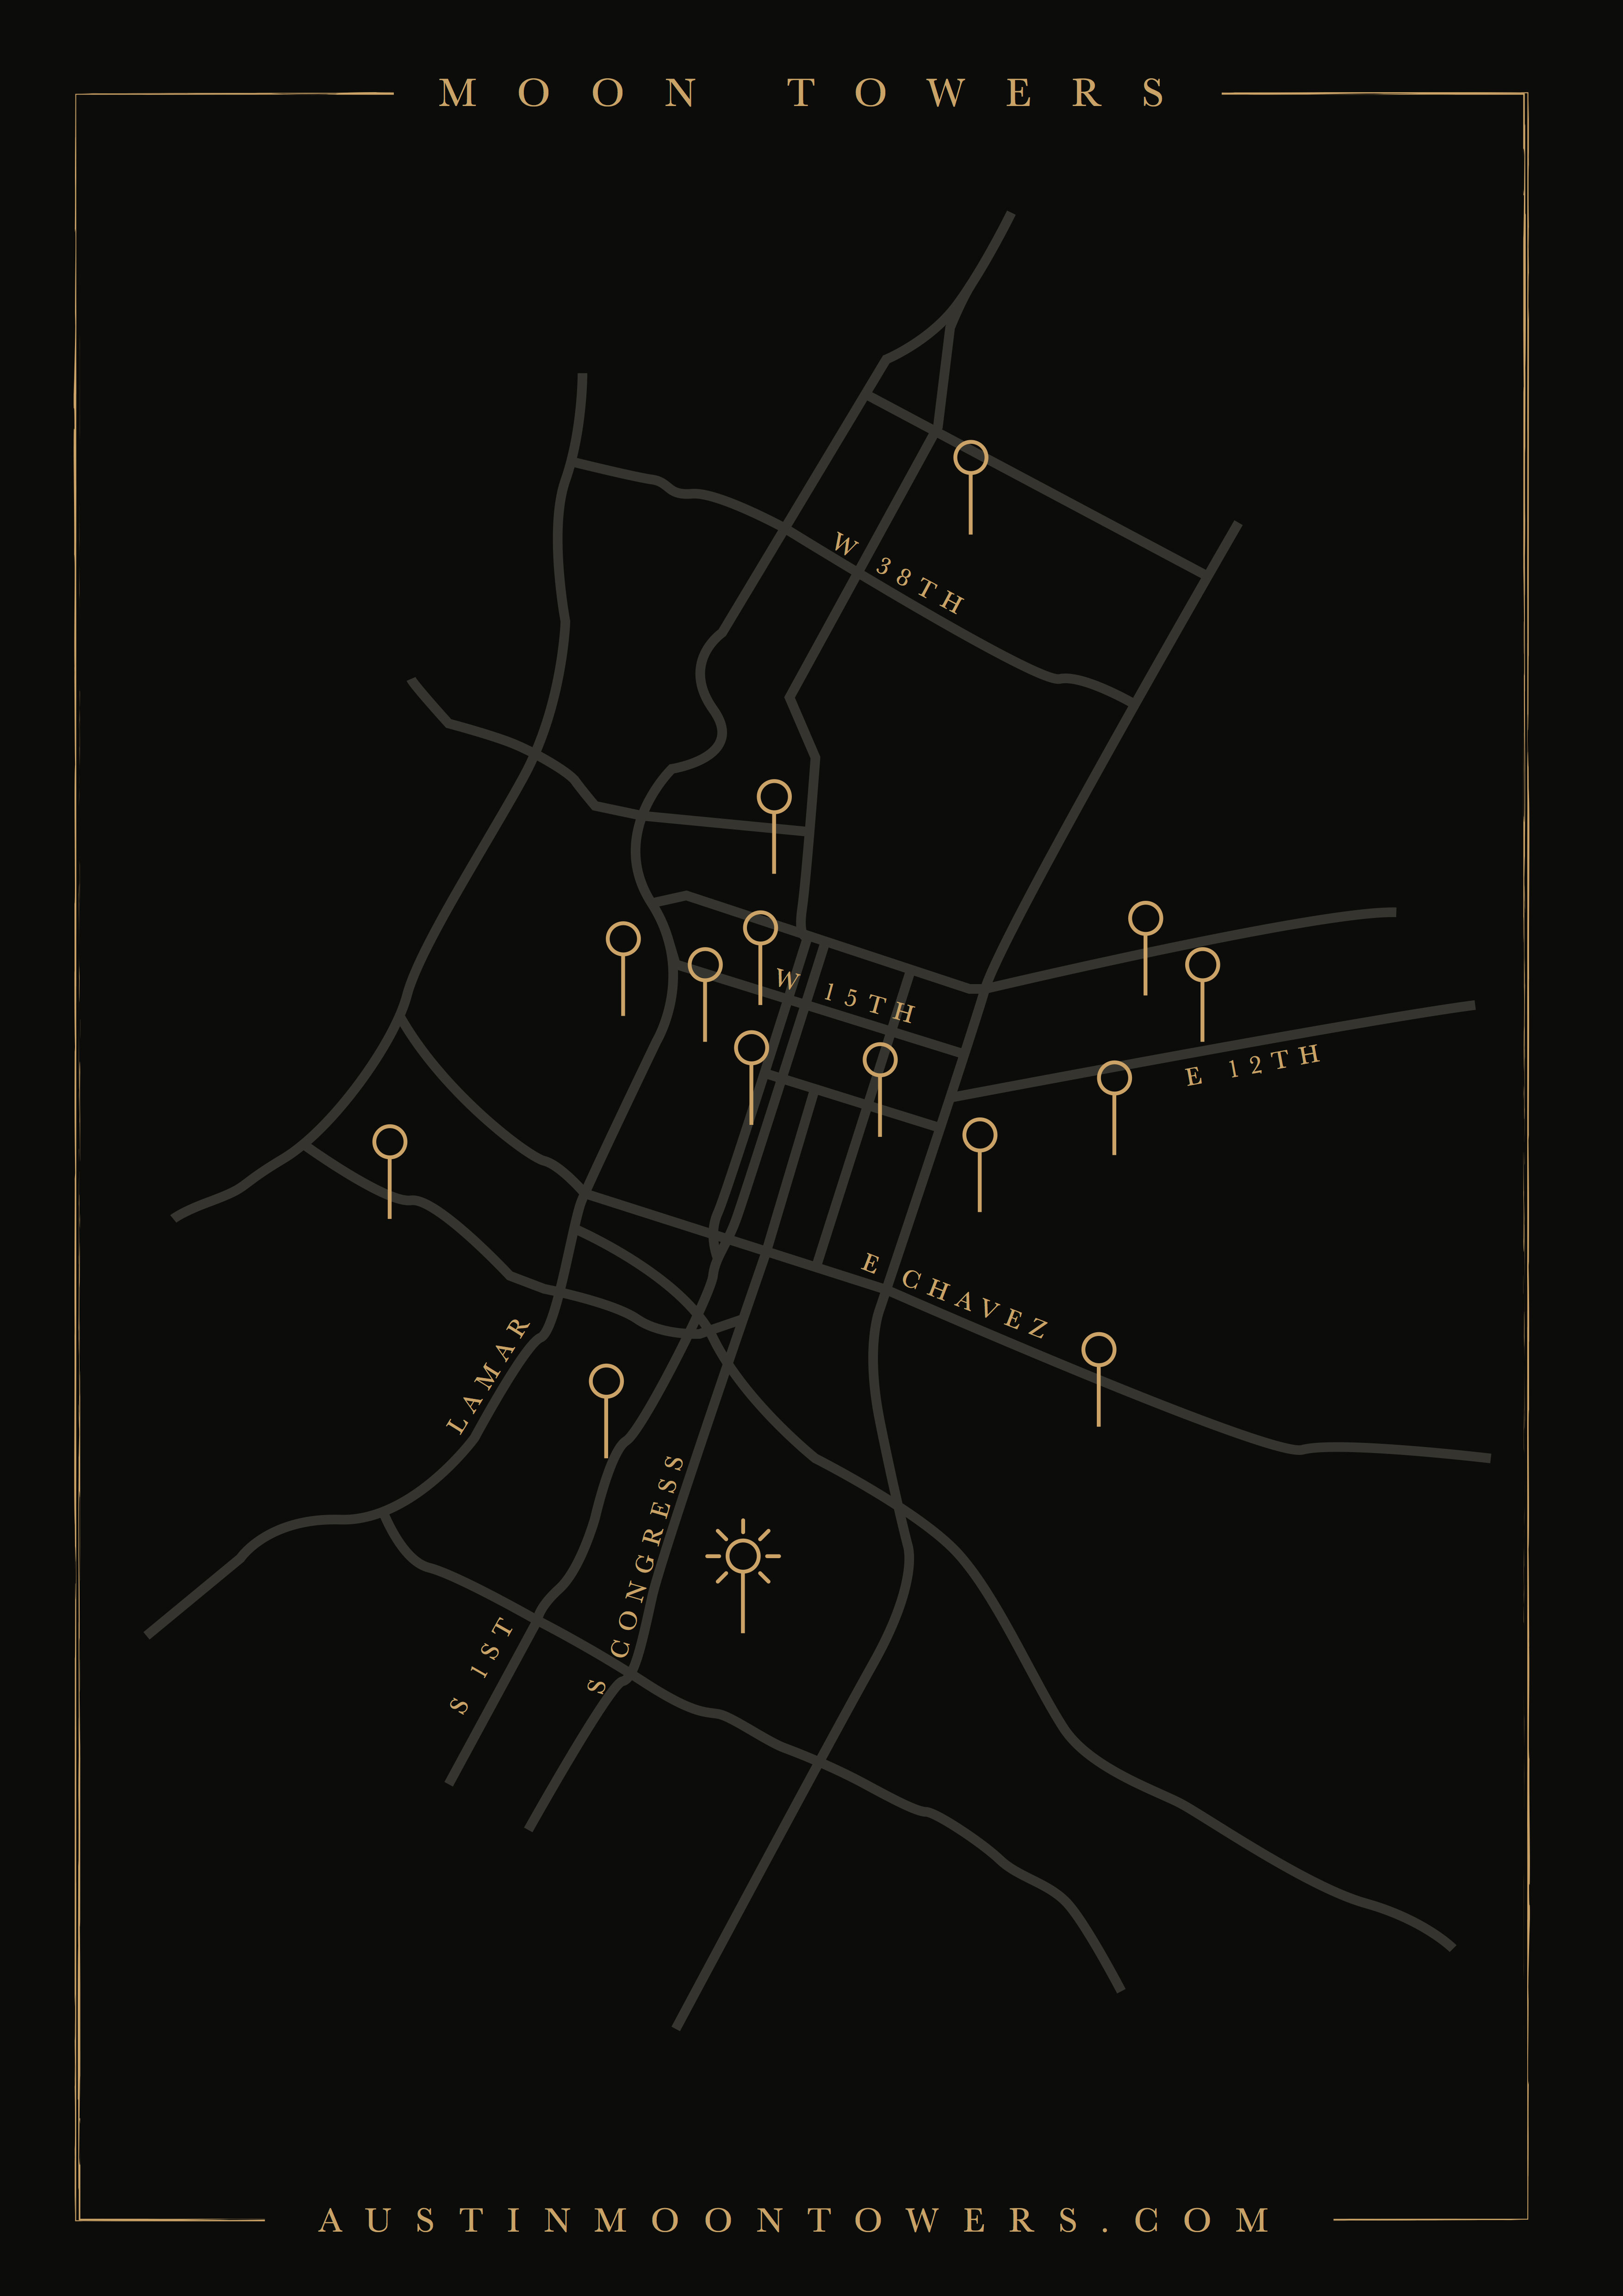 MOON TOWERS
W 38TH
W 15TH
E 12TH
E CHAVEZ
LAMAR
S CONGRESS
S 1ST
AUSTINMOONTOWERS.COM